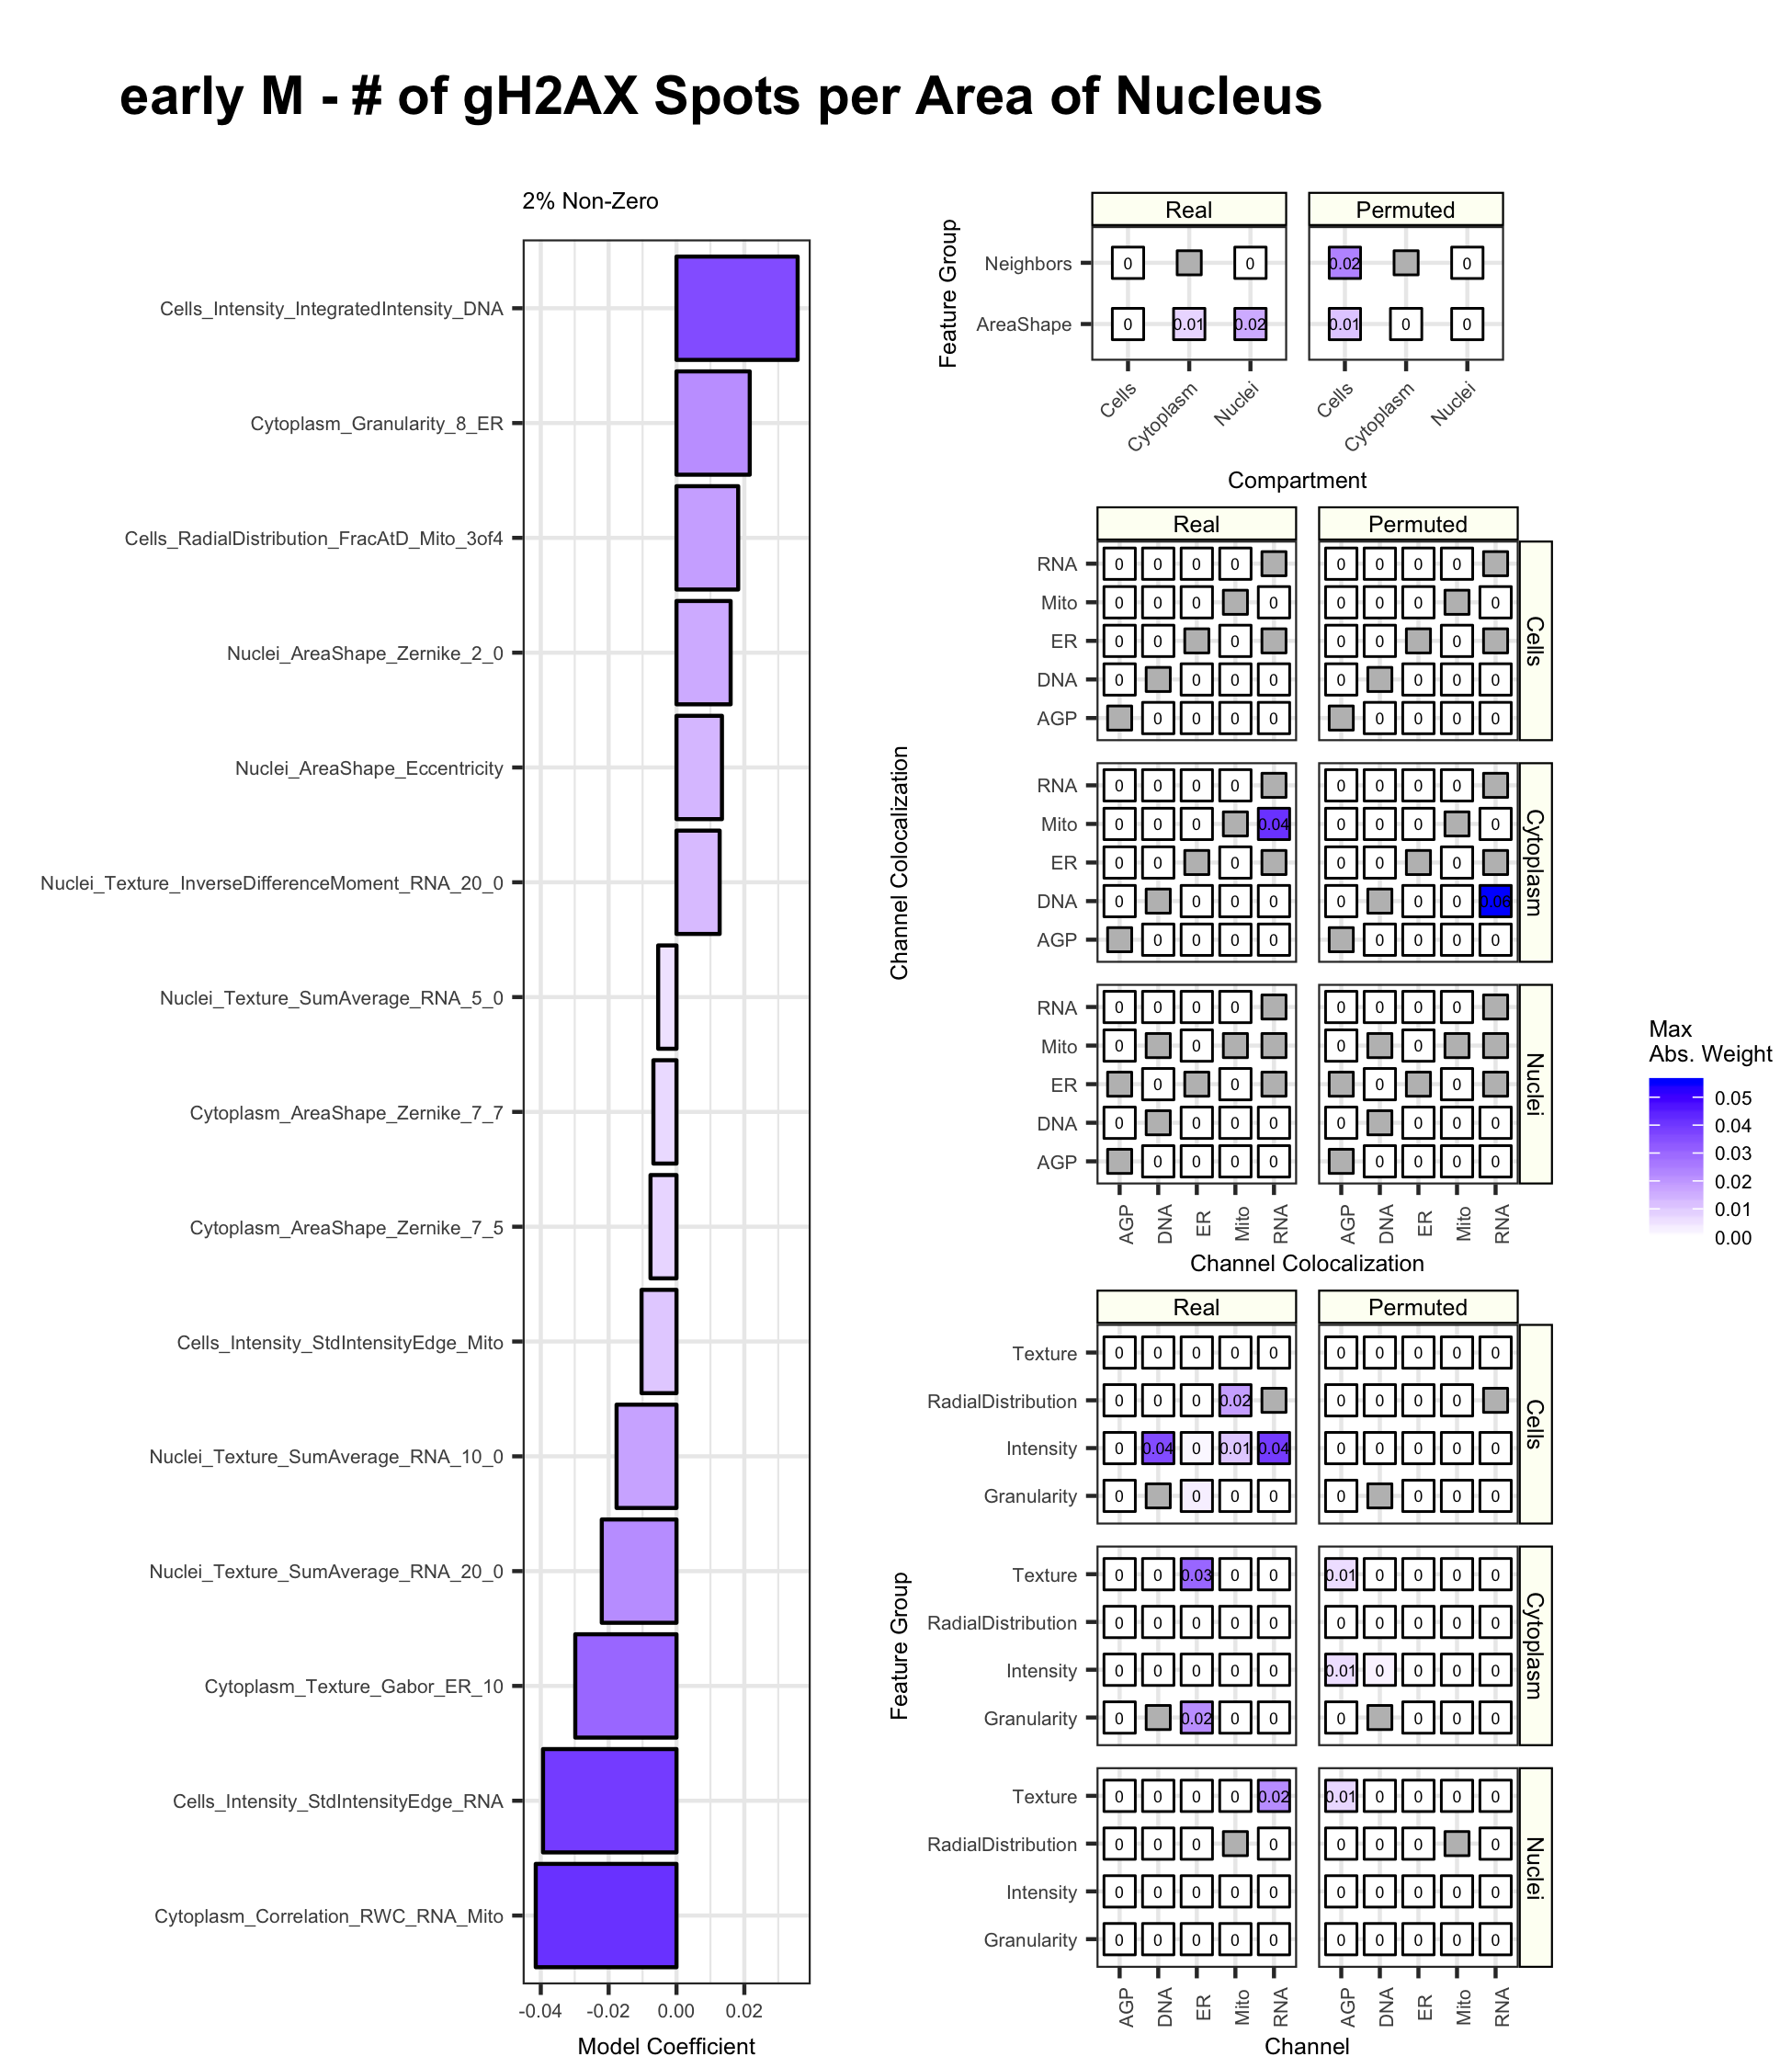 early M - # of gH2AX Spots per Area of Nucleus
2% Non-Zero
Cells_Intensity_IntegratedIntensity_DNA
Cytoplasm_Granularity_8_ER
Cells_RadialDistribution_FracAtD_Mito_3of4
Nuclei_AreaShape_Zernike_2_0
Nuclei_AreaShape_Eccentricity
Nuclei_Texture_InverseDifferenceMoment_RNA_20_0
Nuclei_Texture_SumAverage_RNA_5_0
Cytoplasm_AreaShape_Zernike_7_7
Cytoplasm_AreaShape_Zernike_7_5
Cells_Intensity_StdIntensityEdge_Mito
Nuclei_Texture_SumAverage_RNA_10_0
Nuclei_Texture_SumAverage_RNA_20_0
Cytoplasm_Texture_Gabor_ER_10
Cells_Intensity_StdIntensityEdge_RNA
Cytoplasm_Correlation_RWC_RNA_Mito
-0.04 -0.02 0.00 0.02
Model Coefficient
Real Permuted
Feature Group
Neighbors 0 0 0.02 0
AreaShape 0 0.01 0.02 0.01 0 0
Cells Cytoplasm Nuclei Cells Cytoplasm Nuclei
Compartment
Real Permuted
Channel Colocalization
RNA 0 0 0 0 0 0 0 0
Mito 0 0 0 0 0 0 0 0
ER 0 0 0 0 0 0
DNA 0 0 0 0 0 0 0 0
AGP 0 0 0 0 0 0 0 0
Cells
RNA 0 0 0 0 0 0 0 0
Mito 0 0 0 0.04 0 0 0 0
ER 0 0 0 0 0 0
DNA 0 0 0 0 0 0 0 0.06
AGP 0 0 0 0 0 0 0 0
Cytoplasm
RNA 0 0 0 0 0 0 0 0
Mito 0 0 0 0
ER 0 0 0 0
DNA 0 0 0 0 0 0 0 0
AGP 0 0 0 0 0 0 0 0
Nuclei
AGP DNA ER Mito RNA AGP DNA ER Mito RNA
Channel Colocalization
Max
Abs. Weight
0.05
0.04
0.03
0.02
0.01
0.00
Real Permuted
Feature Group
Texture 0 0 0 0 0 0 0 0 0 0
RadialDistribution 0 0 0 0.02 0 0 0 0
Intensity 0 0.04 0 0.01 0.04 0 0 0 0 0
Granularity 0 0 0 0 0 0 0 0
Cells
Texture 0 0 0.03 0 0 0.01 0 0 0 0
RadialDistribution 0 0 0 0 0 0 0 0 0 0
Intensity 0 0 0 0 0 0.01 0 0 0 0
Granularity 0 0.02 0 0 0 0 0 0
Cytoplasm
Texture 0 0 0 0 0.02 0.01 0 0 0 0
RadialDistribution 0 0 0 0 0 0 0 0
Intensity 0 0 0 0 0 0 0 0 0 0
Granularity 0 0 0 0 0 0 0 0 0 0
Nuclei
AGP DNA ER Mito RNA AGP DNA ER Mito RNA
Channel